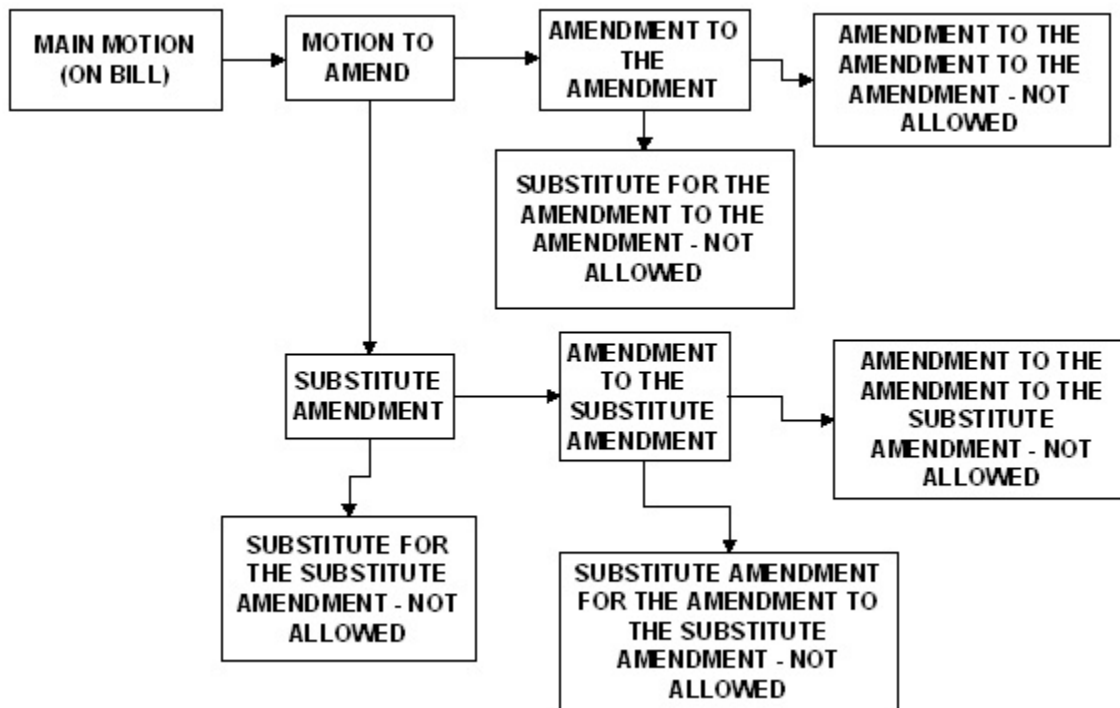 MAIN MOTION
(ON BILL)
MOTION TO
AMEND
AMENDMENT TO
THE
AMENDMENT
AMENDMENT TO THE
AMENDMENT TO THE
AMENDMENT - NOT
ALLOWED
SUBSTITUTE FOR THE
AMENDMENT TO THE
AMENDMENT - NOT
ALLOWED
SUBSTITUTE
AMENDMENT
AMENDMENT
TO THE
SUBSTITUTE
AMENDMENT
AMENDMENT TO THE
AMENDMENT TO THE
SUBSTITUTE
AMENDMENT - NOT
ALLOWED
SUBSTITUTE FOR
THE SUBSTITUTE
AMENDMENT - NOT
ALLOWED
SUBSTITUTE AMENDMENT
FOR THE AMENDMENT TO
THE SUBSTITUTE
AMENDMENT - NOT
ALLOWED